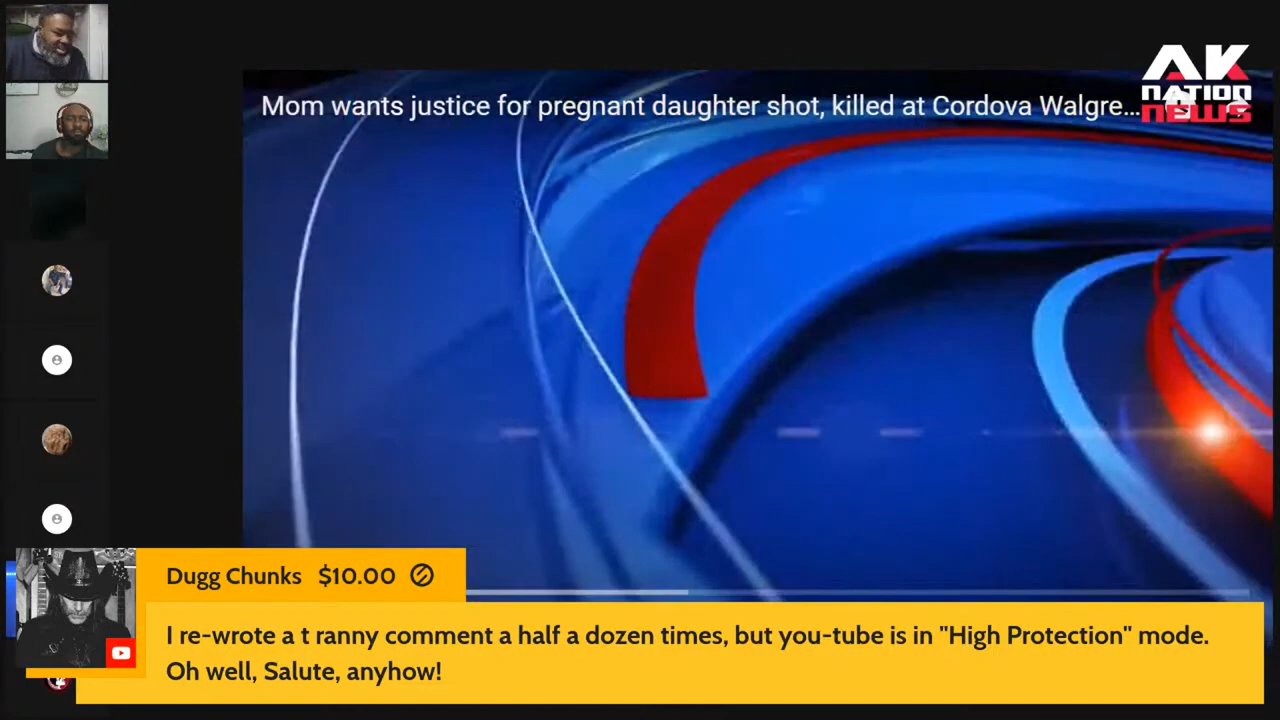 Mom wants justice for pregnant daughter shot, killed at Cordova Walgre...
AK
NATION
NEWS
Dugg Chunks $10.00
I re-wrote a t ranny comment a half a dozen times, but you-tube is in "High Protection" mode.
Oh well, Salute, anyhow!